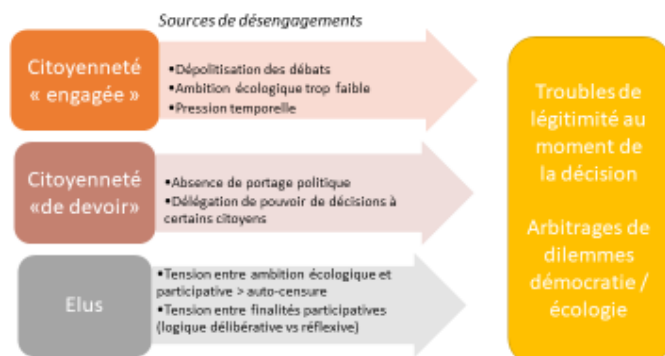 Sources de désengagements
Citoyenneté
« engagée »
•Dépolitisation des débats
•Ambition écologique trop faible
•Pression temporelle
Citoyenneté
«de devoir»
•Absence de portage politique
•Délégation de pouvoir de décisions à
certains citoyens
Elus
•Tension entre ambition écologique et
participative > auto-censure
•Tension entre finalités participatives
(logique délibérative vs réflexive)
Troubles de
légitimité au
moment de
la décision
Arbitrages de
dilemmes
démocratie /
écologie